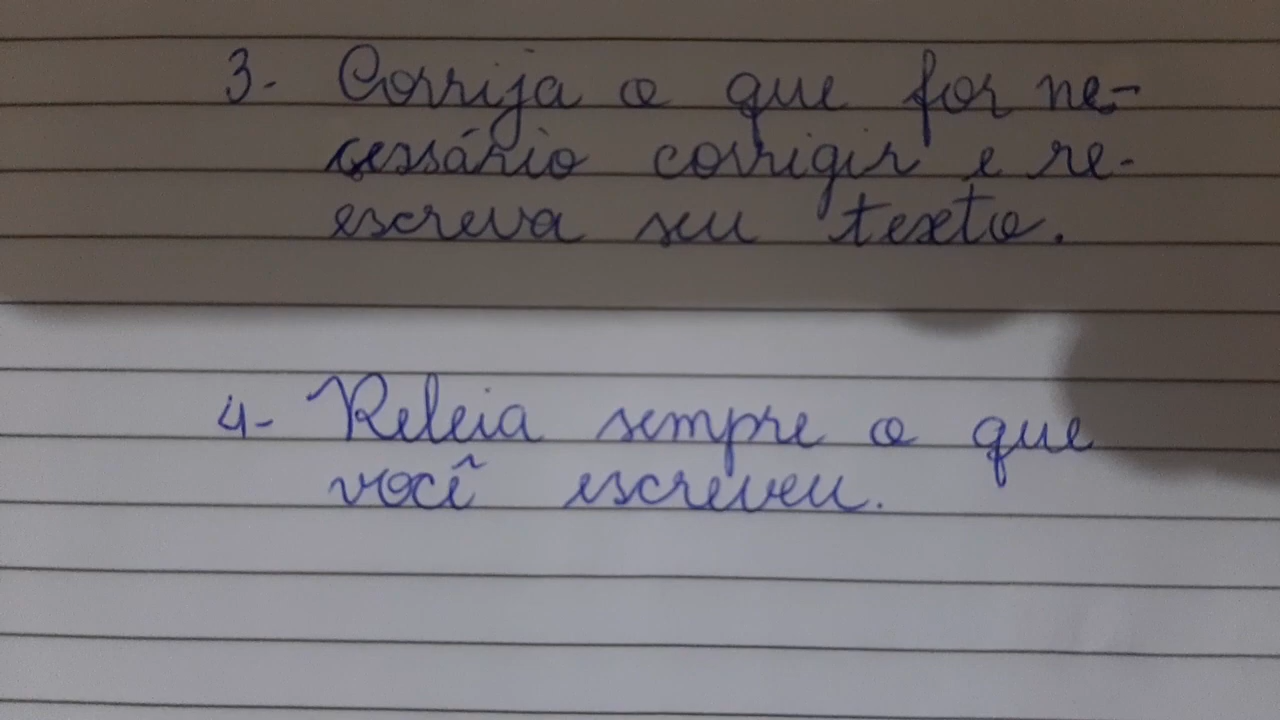 3- Corrija o que for ne-
cessário corrigir e re-
escreva seu texto.
4- Releia sempre o que
você escreveu.